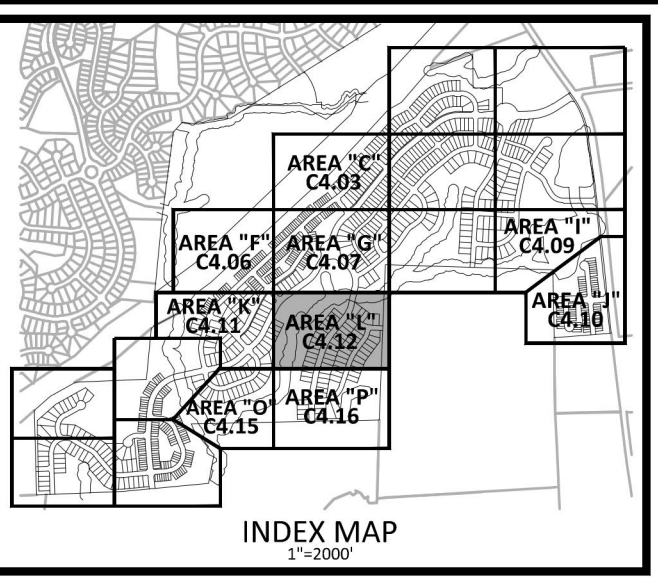 AREA "C"
C4.03
AREA "F"
C4.06
AREA "G"
C4.07
AREA "I"
C4.09
AREA "K"
C4.11
AREA "L"
C4.12
AREA "J"
C4.10
AREA "O"
C4.15
AREA "P"
C4.16
INDEX MAP
1"=2000'